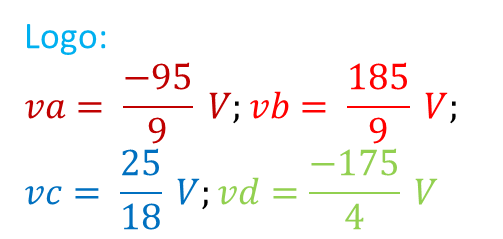 Logo:
va = −95/9 V; vb = 185/9 V;
vc = 25/18 V; vd = −175/4 V